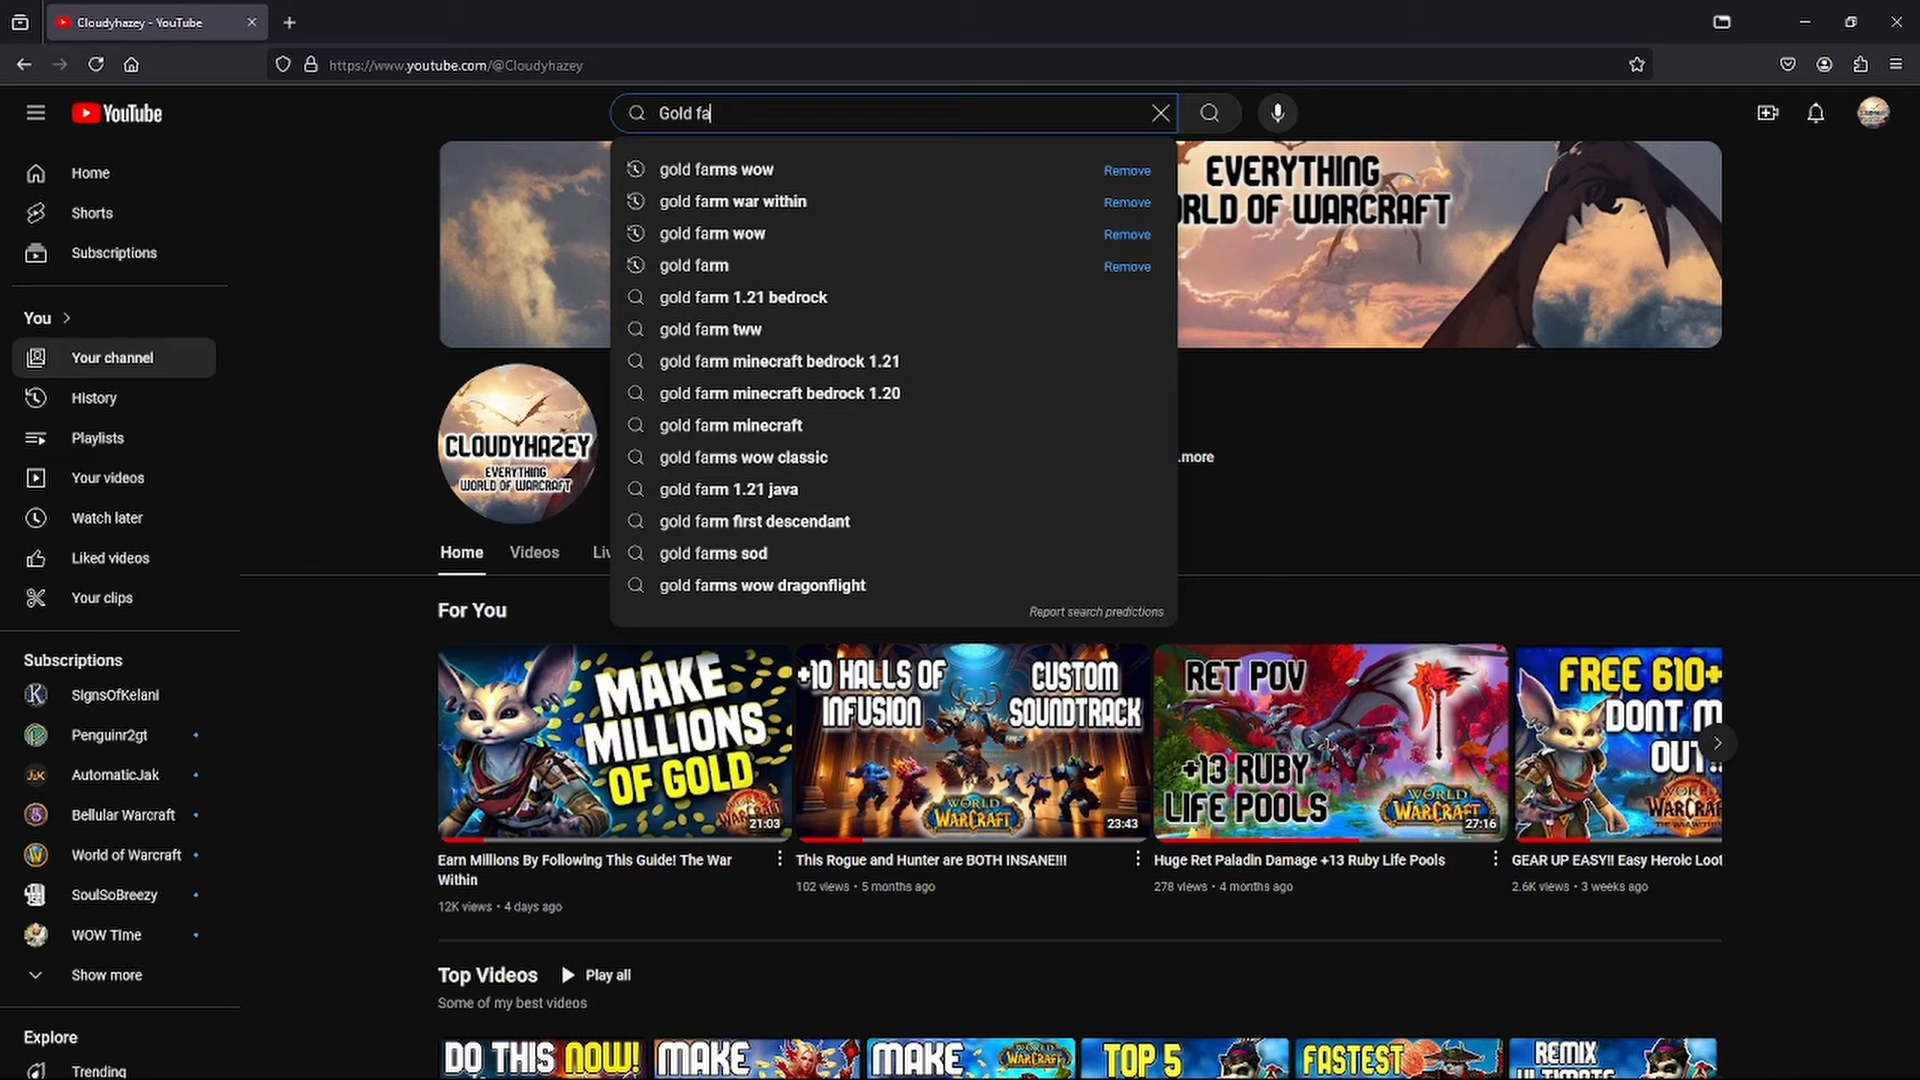 Cloudyhazey - YouTube
https://www.youtube.com/@Cloudyhazey
YouTube
Gold fa
gold farms wow
Remove
gold farm war within
Remove
gold farm wow
Remove
gold farm
Remove
gold farm 1.21 bedrock
gold farm tww
gold farm minecraft bedrock 1.21
gold farm minecraft bedrock 1.20
gold farm minecraft
gold farms wow classic
gold farm 1.21 java
gold farm first descendant
gold farms sod
gold farms wow dragonflight
Report search predictions
Home
Shorts
Subscriptions
You
Your channel
History
Playlists
Your videos
Watch later
Liked videos
Your clips
Subscriptions
SignsOfKelani
Penguinr2gt
AutomaticJak
Bellular Warcraft
World of Warcraft
SoulSoBreezy
WOW Time
Show more
Explore
Trending
EVERYTHING
RLD OF WARCRAFT
CLOUDYHAZEY
EVERYTHING
WORLD OF WARCRAFT
...more
Home
Videos
Liv
For You
MAKE
MILLIONS
OF GOLD
21:03
Earn Millions By Following This Guide! The War
Within
12K views • 4 days ago
+10 HALLS OF
INFUSION
CUSTOM
SOUNDTRACK
WORLD
WARCRAFT
23:43
This Rogue and Hunter are BOTH INSANE!!!
102 views • 5 months ago
RET POV
+13 RUBY
LIFE POOLS
WORLD
WARCRAFT
27:16
Huge Ret Paladin Damage +13 Ruby Life Pools
278 views • 4 months ago
FREE 610+
DONT M
OUT!!
WARCRAF
GEAR UP EASY!! Easy Heroic Loot
2.6K views • 3 weeks ago
Top Videos
Play all
Some of my best videos
DO THIS NOW!
MAKE
MAKE
WARCRAFT
TOP 5
FASTEST
REMIX
ULTIMATE